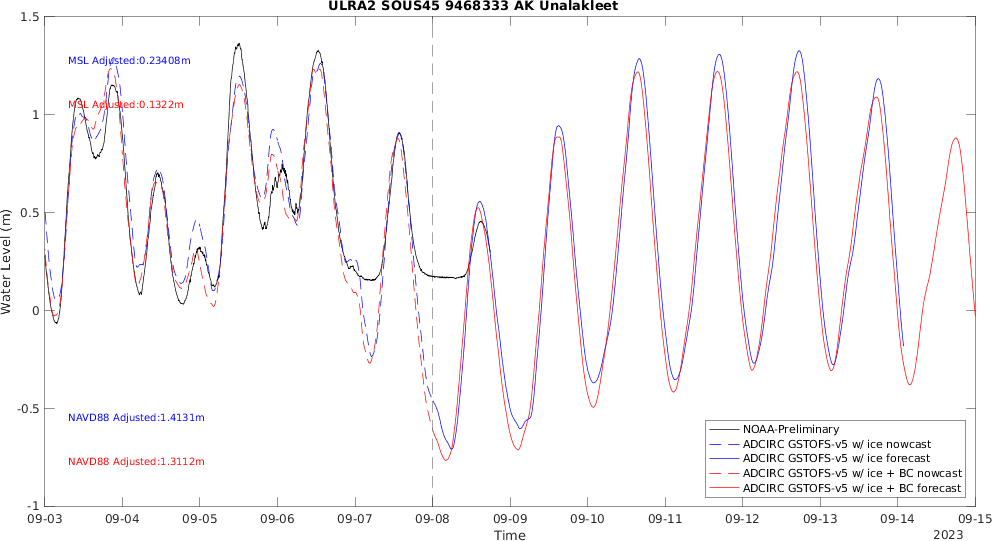 ULRA2 SOUS45 9468333 AK Unalakleet
1.5
1
0.5
0
-0.5
-1
Water Level (m)
MSL Adjusted:0.23408m
MSL Adjusted:0.1322m
NAVD88 Adjusted:1.4131m
NAVD88 Adjusted:1.3112m
NOAA-Preliminary
ADCIRC GSTOFS-v5 w/ ice nowcast
ADCIRC GSTOFS-v5 w/ ice forecast
ADCIRC GSTOFS-v5 w/ ice + BC nowcast
ADCIRC GSTOFS-v5 w/ ice + BC forecast
09-03 09-04 09-05 09-06 09-07 09-08 09-09 09-10 09-11 09-12 09-13 09-14 09-15
Time
2023